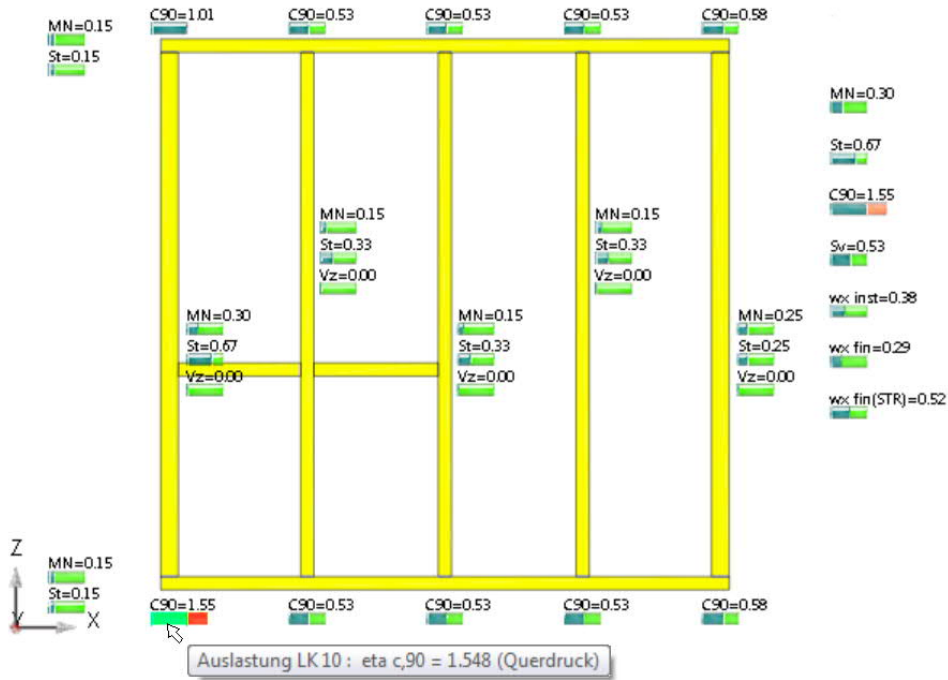 MN=0.15
St=0.15
C90=1.01
C90=0.53
C90=0.53
C90=0.53
C90=0.58
MN=0.30
St=0.67
C90=1.55
Sv=0.53
wx inst=0.38
wx fin=0.29
wx fin(STR)=0.52
MN=0.15
St=0.33
Vz=0.00
MN=0.15
St=0.33
Vz=0.00
MN=0.30
St=0.67
Vz=0.00
MN=0.15
St=0.33
Vz=0.00
MN=0.25
St=0.25
Vz=0.00
Z
Y
X
MN=0.15
St=0.15
C90=1.55
C90=0.53
C90=0.53
C90=0.53
C90=0.58
Auslastung LK 10 : eta c,90 = 1.548 (Querdruck)